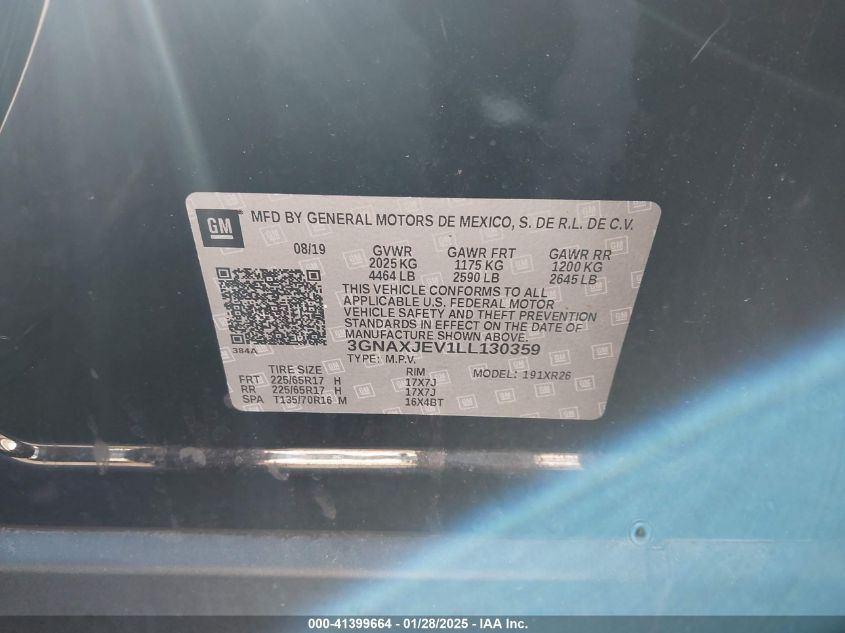 GM MFD BY GENERAL MOTORS DE MEXICO, S. DE R.L. DE C.V.
08/19 GVWR GAWR FRT GAWR RR
2025 KG 1175 KG 1200 KG
4464 LB 2590 LB 2645 LB
THIS VEHICLE CONFORMS TO ALL
APPLICABLE U.S. FEDERAL MOTOR
VEHICLE SAFETY AND THEFT PREVENTION
STANDARDS IN EFFECT ON THE DATE
OF MANUFACTURE SHOWN ABOVE.
384A 3GNAXJEV1LL130359
TYPE: M.P.V.
TIRE SIZE RIM MODEL: 191XR26
FRT 225/65R17 H 17X7J
RR 225/65R17 H 17X7J
SPA T135/70R16 M 16X4BT
000-41399664 - 01/28/2025 - IAA Inc.